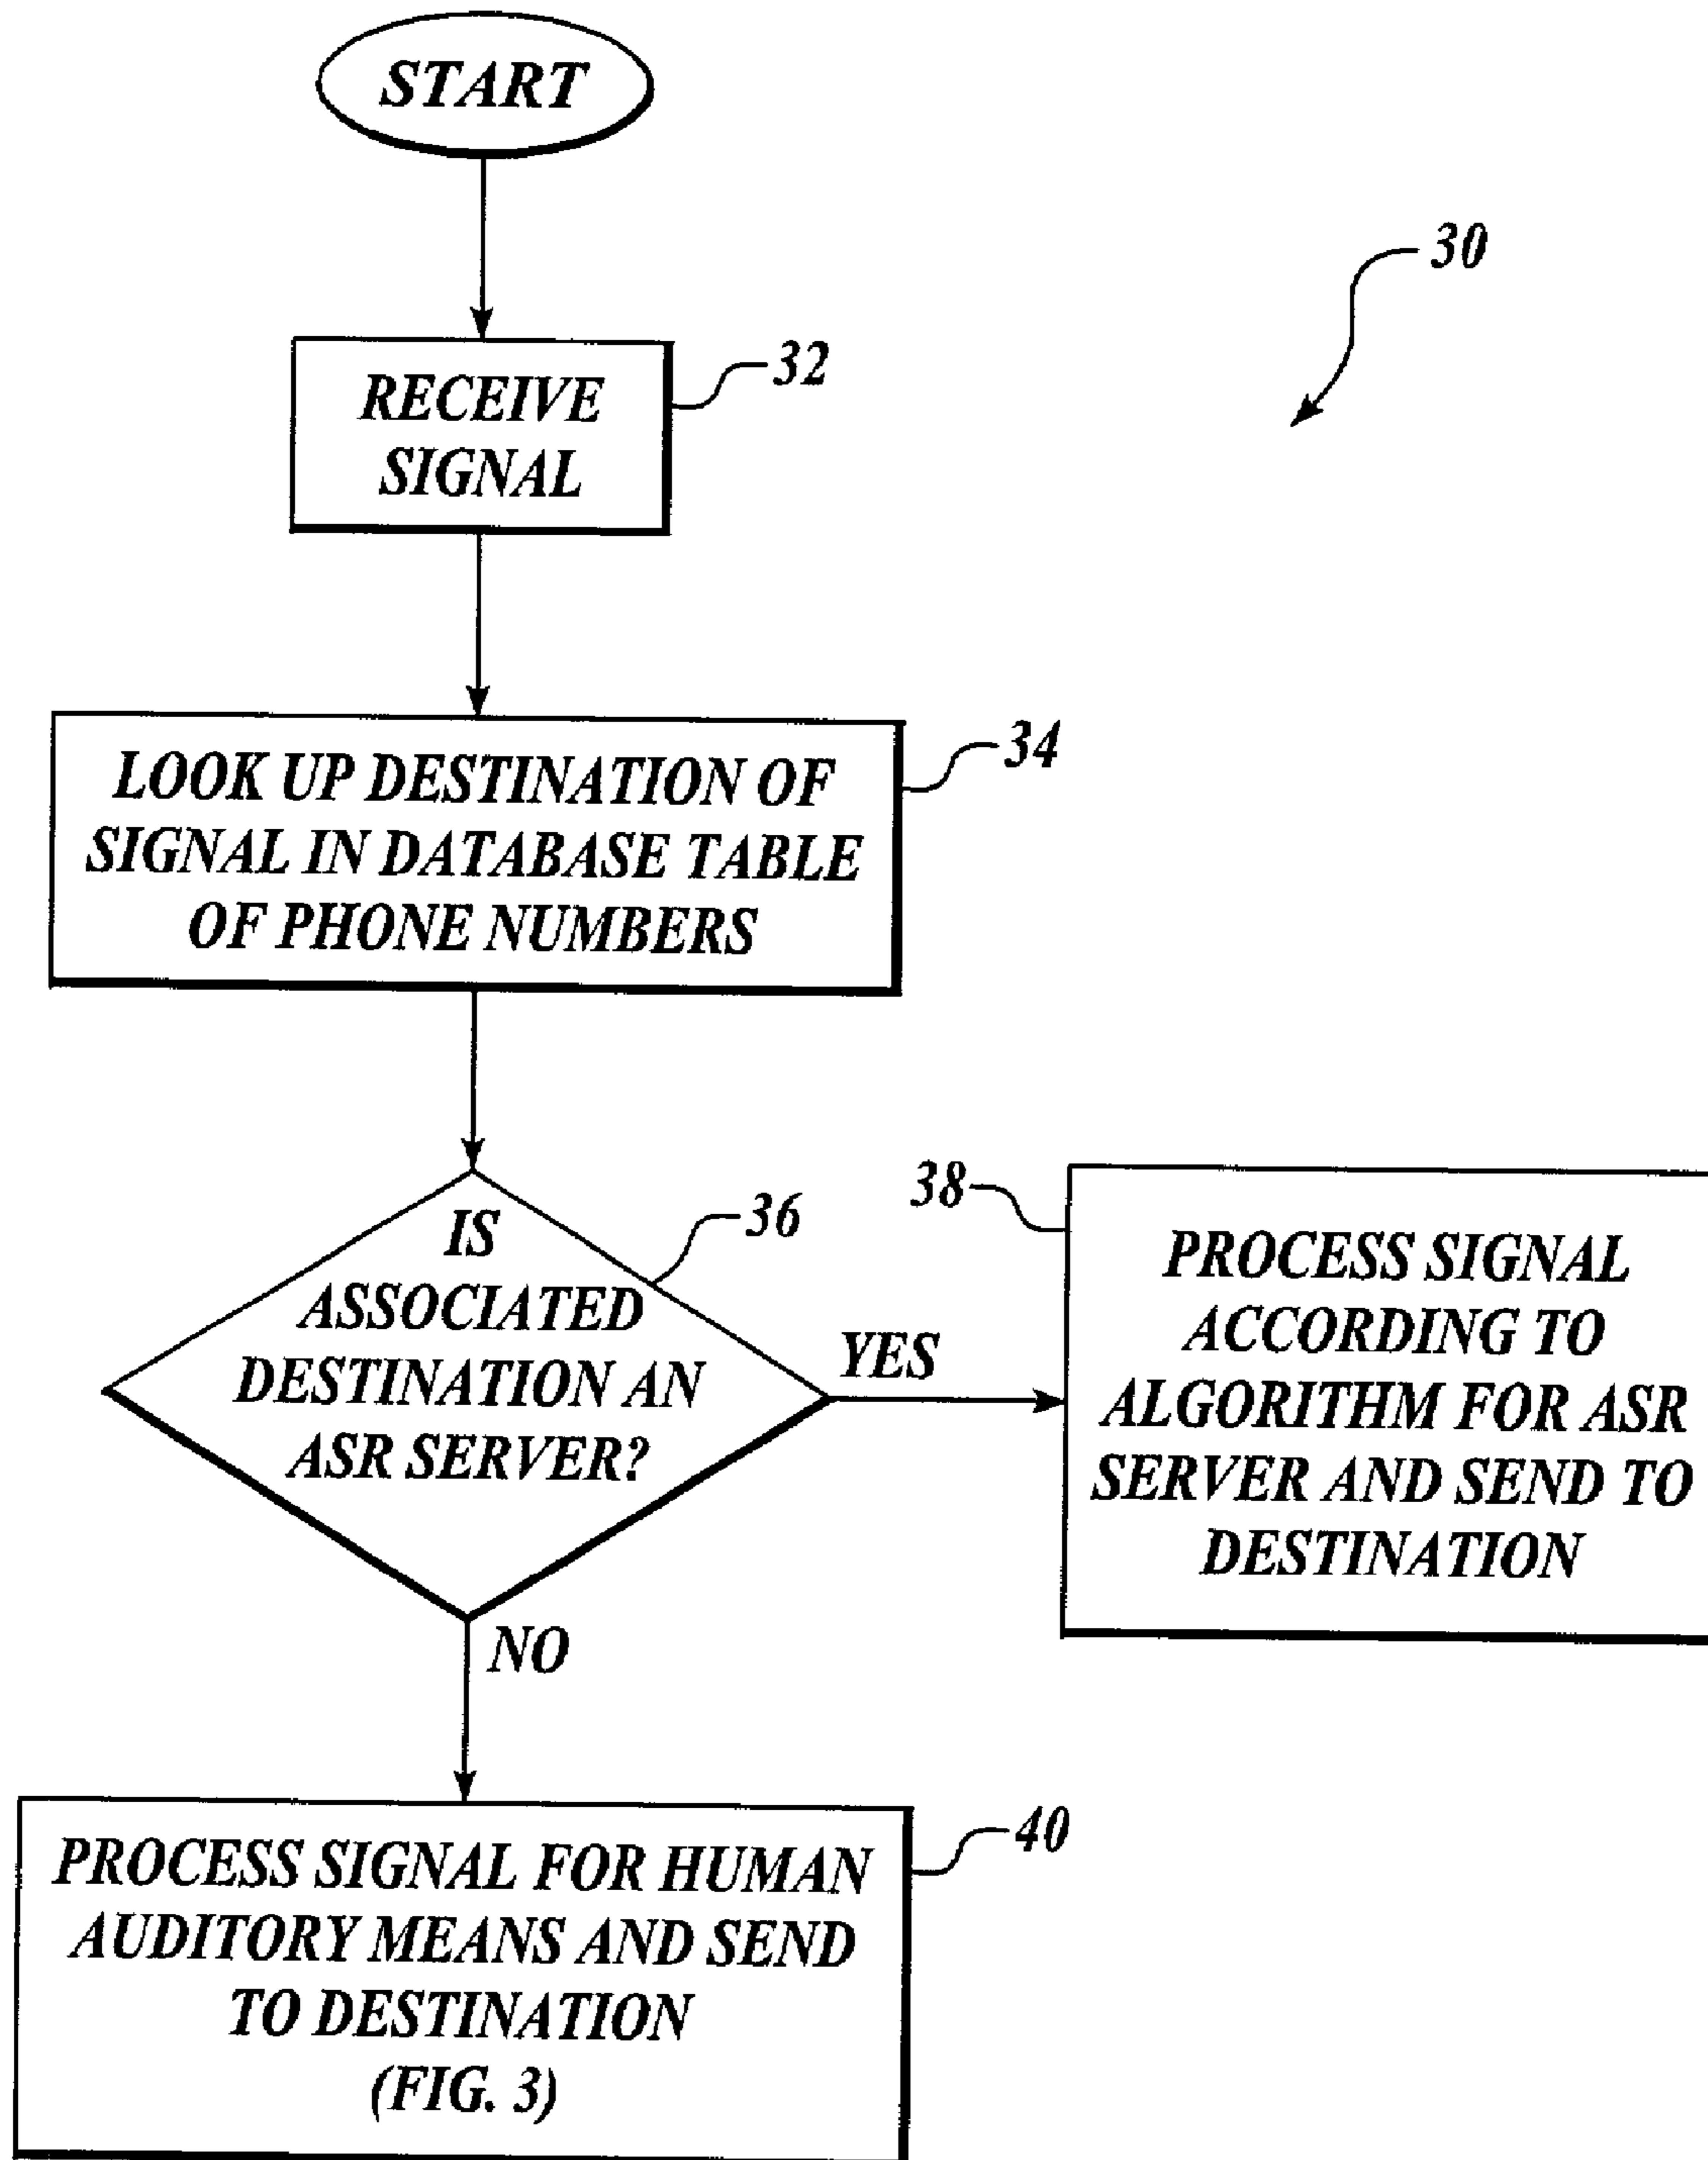 START
30
RECEIVE
SIGNAL
32
LOOK UP DESTINATION OF
SIGNAL IN DATABASE TABLE
OF PHONE NUMBERS
34
IS
ASSOCIATED
DESTINATION AN
ASR SERVER?
36
YES
38
PROCESS SIGNAL
ACCORDING TO
ALGORITHM FOR ASR
SERVER AND SEND TO
DESTINATION
NO
PROCESS SIGNAL FOR HUMAN
AUDITORY MEANS AND SEND
TO DESTINATION
(FIG. 3)
40